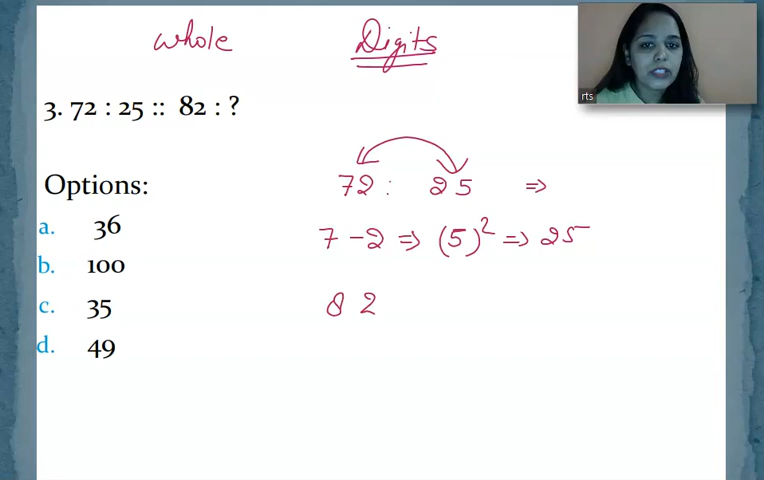 whole Digits
3. 72 : 25 :: 82 : ?
Options:
a. 36
b. 100
c. 35
d. 49
72 : 25 ⇒
7 - 2 ⇒ (5)² ⇒ 25
8 2
rts